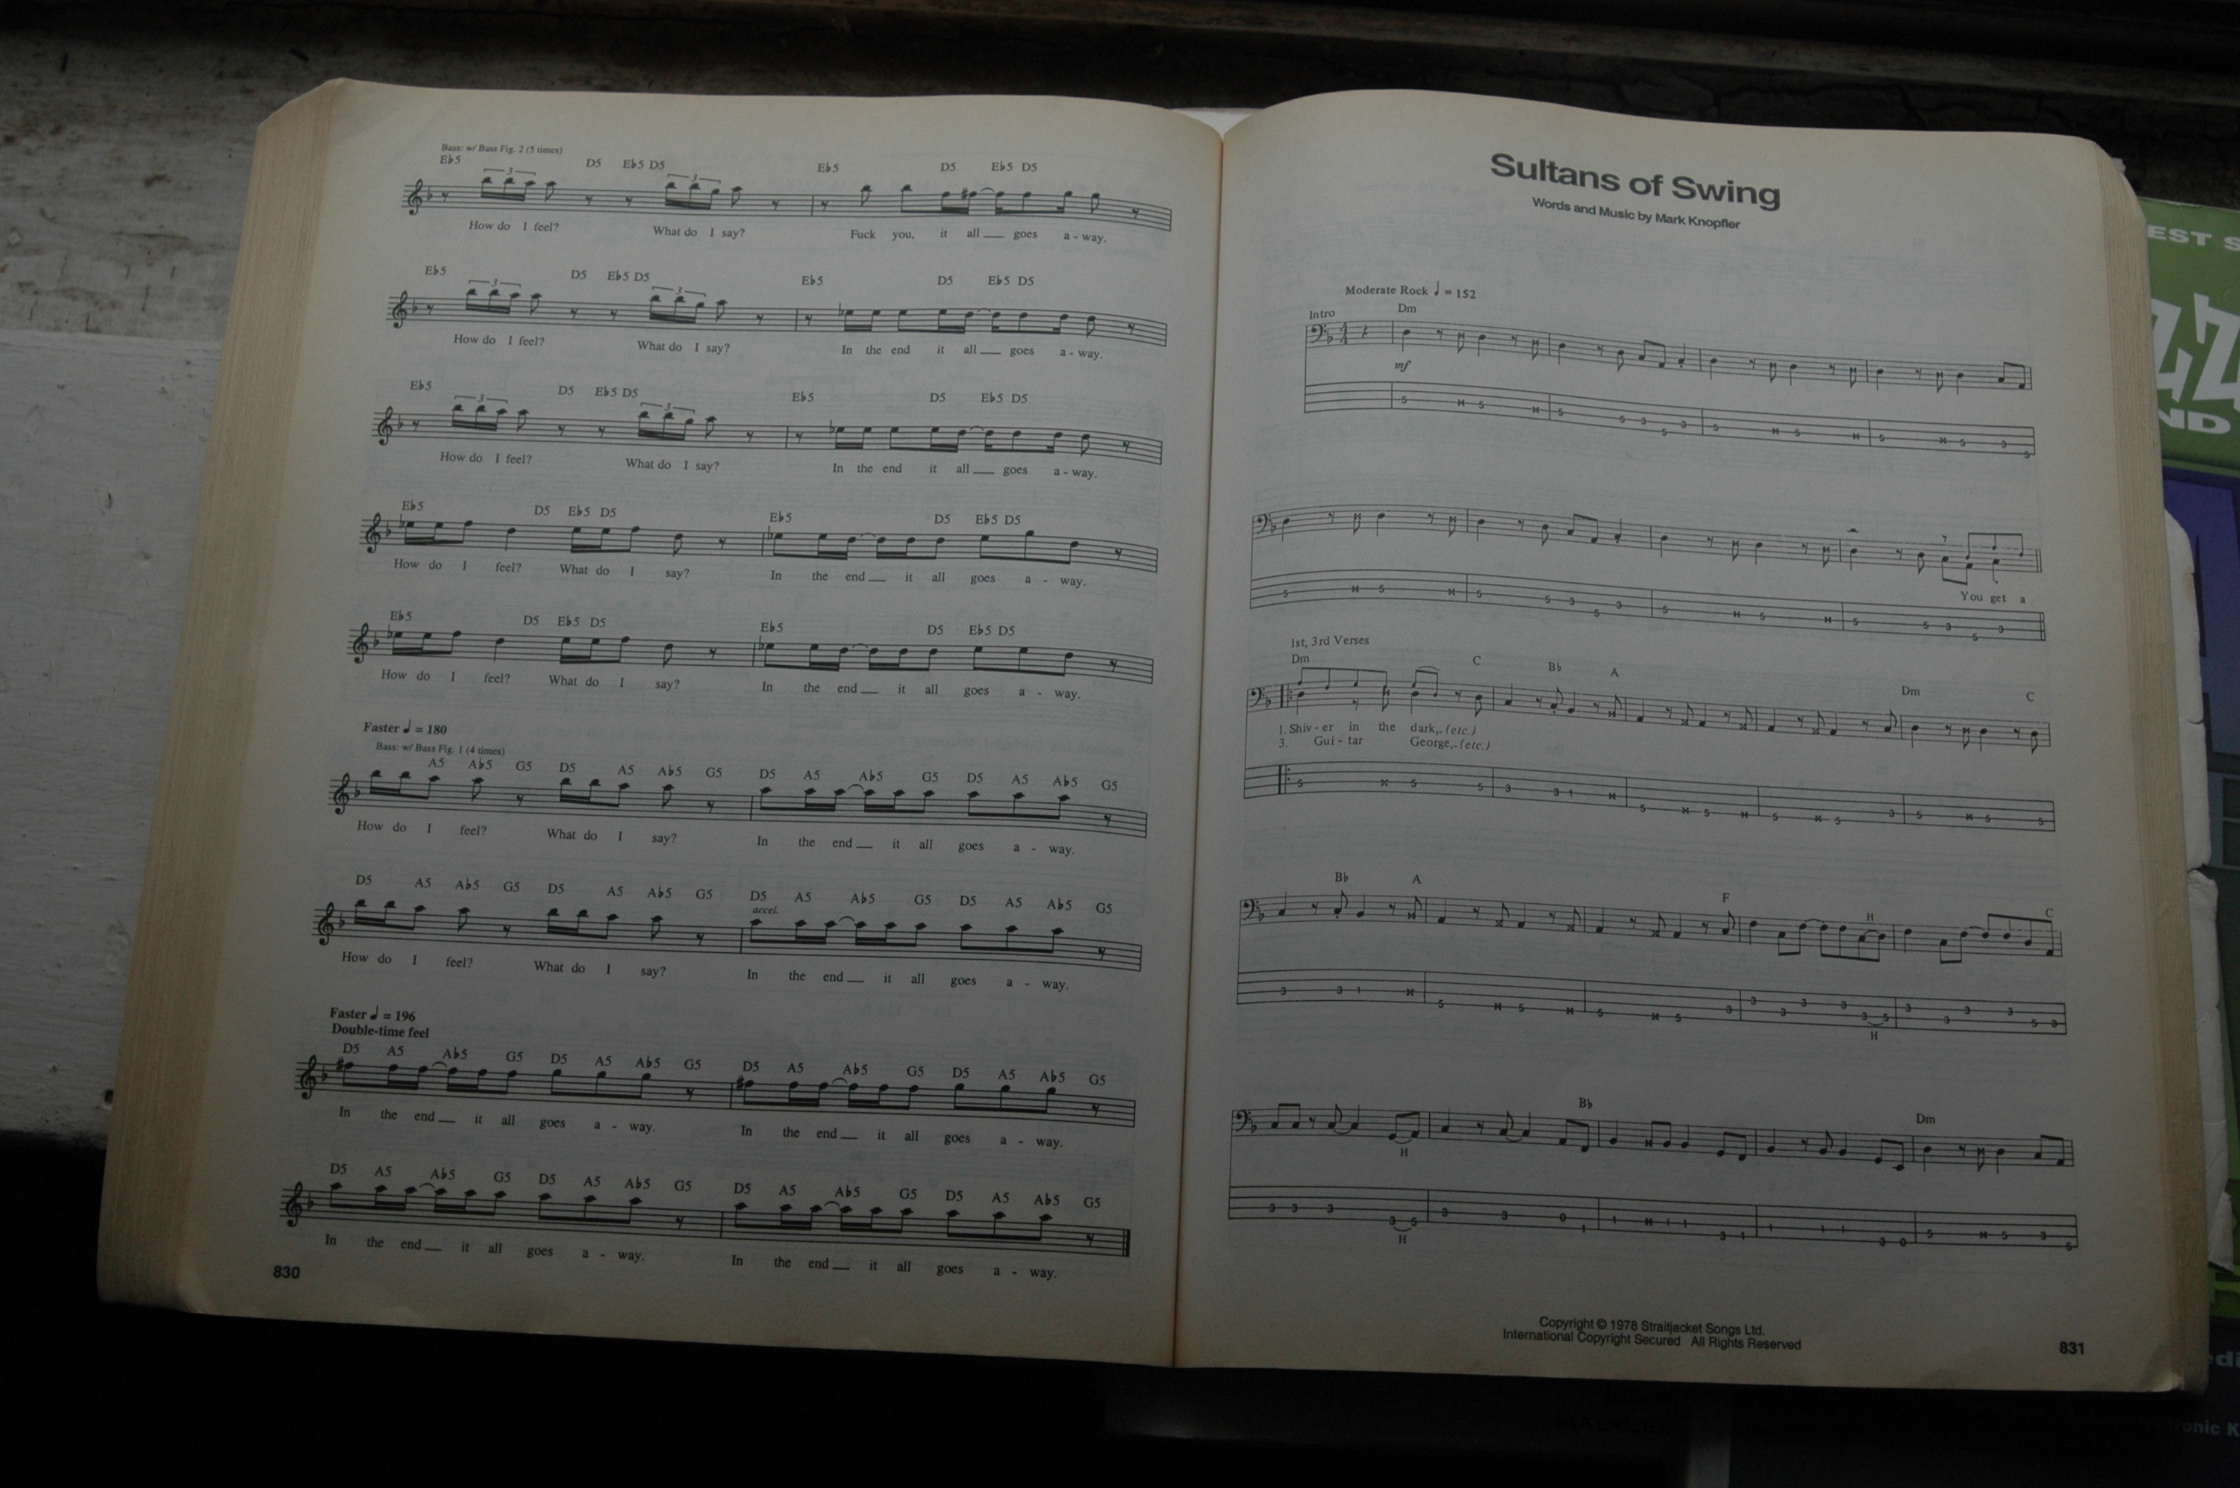 Bass: w/ Bass Fig. 2 (5 times)
E♭5 D5 E♭5 D5 E♭5 D5 E♭5 D5
How do I feel? What do I say? Fuck you, it all goes a - way.
E♭5 D5 E♭5 D5 E♭5 D5 E♭5 D5
How do I feel? What do I say? In the end it all goes a - way.
E♭5 D5 E♭5 D5 E♭5 D5 E♭5 D5
How do I feel? What do I say? In the end it all goes a - way.
E♭5 D5 E♭5 D5 E♭5 D5 E♭5 D5
How do I feel? What do I say? In the end it all goes a - way.
E♭5 D5 E♭5 D5 E♭5 D5 E♭5 D5
How do I feel? What do I say? In the end it all goes a - way.
Faster ♩ = 180
Bass: w/ Bass Fig. 1 (4 times)
A5 A♭5 G5 D5 A5 A♭5 G5 D5 A5 A♭5 G5 D5 A5 A♭5 G5
How do I feel? What do I say? In the end it all goes a - way.
D5 A5 A♭5 G5 D5 A5 A♭5 G5 D5 A5 A♭5 G5 D5 A5 A♭5 G5
accel.
How do I feel? What do I say? In the end it all goes a - way.
Faster ♩ = 196
Double-time feel
D5 A5 A♭5 G5 D5 A5 A♭5 G5 D5 A5 A♭5 G5 D5 A5 A♭5 G5
In the end it all goes a - way. In the end it all goes a - way.
D5 A5 A♭5 G5 D5 A5 A♭5 G5 D5 A5 A♭5 G5 D5 A5 A♭5 G5
In the end it all goes a - way. In the end it all goes a - way.
830
Sultans of Swing
Words and Music by Mark Knopfler
Moderate Rock ♩ = 152
Intro
Dm
mf
You get a
1st, 3rd Verses
Dm C B♭ A Dm C
1. Shiv - er in the dark,- (etc.)
3. Gui - tar George,- (etc.)
B♭ A F H C
H
B♭ Dm
H
H
Copyright © 1978 Straitjacket Songs Ltd.
International Copyright Secured All Rights Reserved
831
EST S
ND